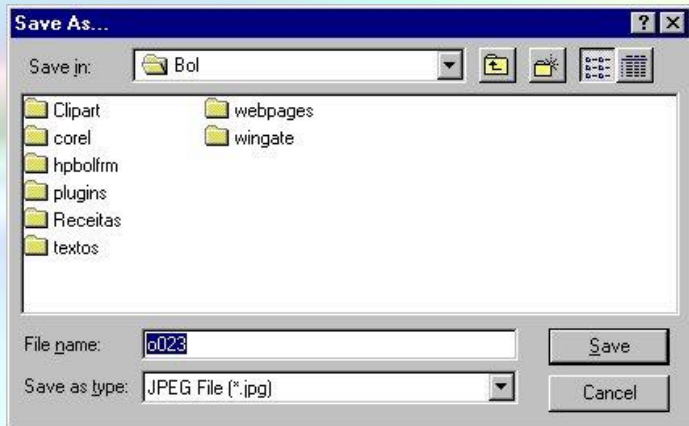 Save As...
Save in: Bol
Clipart webpages
corel wingate
hpbolfrm
plugins
Receitas
textos
File name: o023 Save
Save as type: JPEG File (*.jpg) Cancel